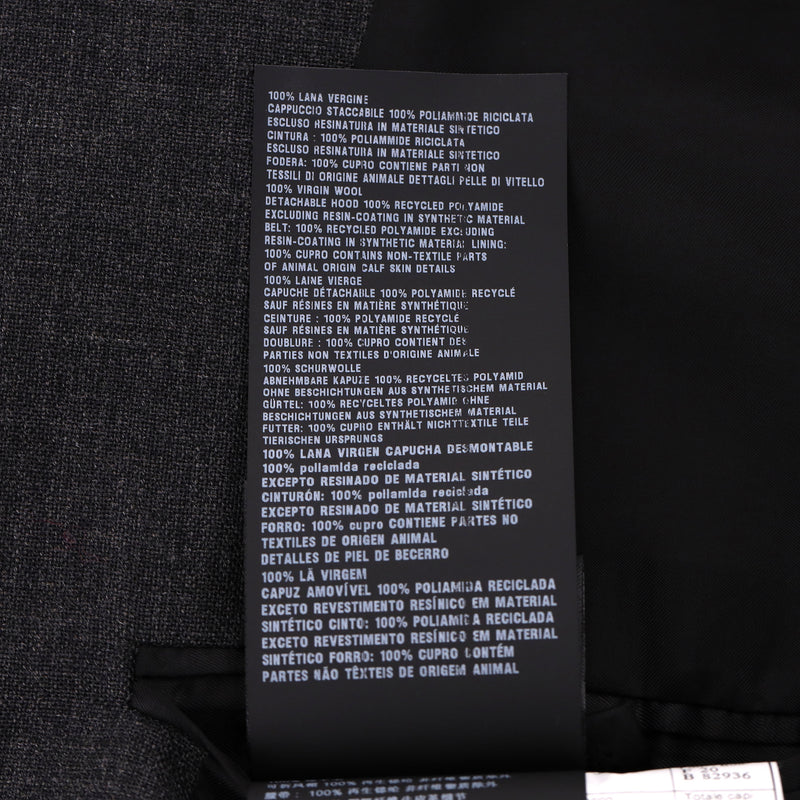 100% LANA VERGINE
CAPPUCCIO STACCABILE 100% POLIAMMIDE RICICLATA
ESCLUSO RESINATURA IN MATERIALE SINTETICO
CINTURA : 100% POLIAMMIDE RICICLATA
ESCLUSO RESINATURA IN MATERIALE SINTETICO
FODERA: 100% CUPRO CONTIENE PARTI NON
TESSILI DI ORIGINE ANIMALE DETTAGLI PELLE DI VITELLO
100% VIRGIN WOOL
DETACHABLE HOOD 100% RECYCLED POLYAMIDE
EXCLUDING RESIN-COATING IN SYNTHETIC MATERIAL
BELT: 100% RECYCLED POLYAMIDE EXCLUDING
RESIN-COATING IN SYNTHETIC MATERIAL LINING:
100% CUPRO CONTAINS NON-TEXTILE PARTS
OF ANIMAL ORIGIN CALF SKIN DETAILS
100% LAINE VIERGE
CAPUCHE DÉTACHABLE 100% POLYAMIDE RECYCLÉ
SAUF RÉSINES EN MATIÈRE SYNTHÉTIQUE
CEINTURE : 100% POLYAMIDE RECYCLÉ
SAUF RÉSINES EN MATIÈRE SYNTHÉTIQUE
DOUBLURE : 100% CUPRO CONTIENT DES
PARTIES NON TEXTILES D'ORIGINE ANIMALE
100% SCHURWOLLE
ABNEHMBARE KAPUZE 100% RECYCELTES POLYAMID
OHNE BESCHICHTUNGEN AUS SYNTHETISCHEM MATERIAL
GÜRTEL: 100% RECYCELTES POLYAMID OHNE
BESCHICHTUNGEN AUS SYNTHETISCHEM MATERIAL
FUTTER: 100% CUPRO ENTHÄLT NICHTTEXTILE TEILE
TIERISCHEN URSPRUNGS
100% LANA VIRGEN CAPUCHA DESMONTABLE
100% poliamida reciclada
EXCEPTO RESINADO DE MATERIAL SINTÉTICO
CINTURÓN: 100% poliamida reciclada
EXCEPTO RESINADO DE MATERIAL SINTÉTICO
FORRO: 100% cupro CONTIENE PARTES NO
TEXTILES DE ORIGEN ANIMAL
DETALLES DE PIEL DE BECERRO
100% LÃ VIRGEM
CAPUZ AMOVÍVEL 100% POLIAMIDA RECICLADA
EXCETO REVESTIMENTO RESÍNICO EM MATERIAL
SINTÉTICO CINTO: 100% POLIAMIDA RECICLADA
EXCETO REVESTIMENTO RESÍNICO EM MATERIAL
SINTÉTICO FORRO: 100% CUPRO CONTÉM
PARTES NÃO TÊXTEIS DE ORIGEM ANIMAL
B 82936
Totale cap